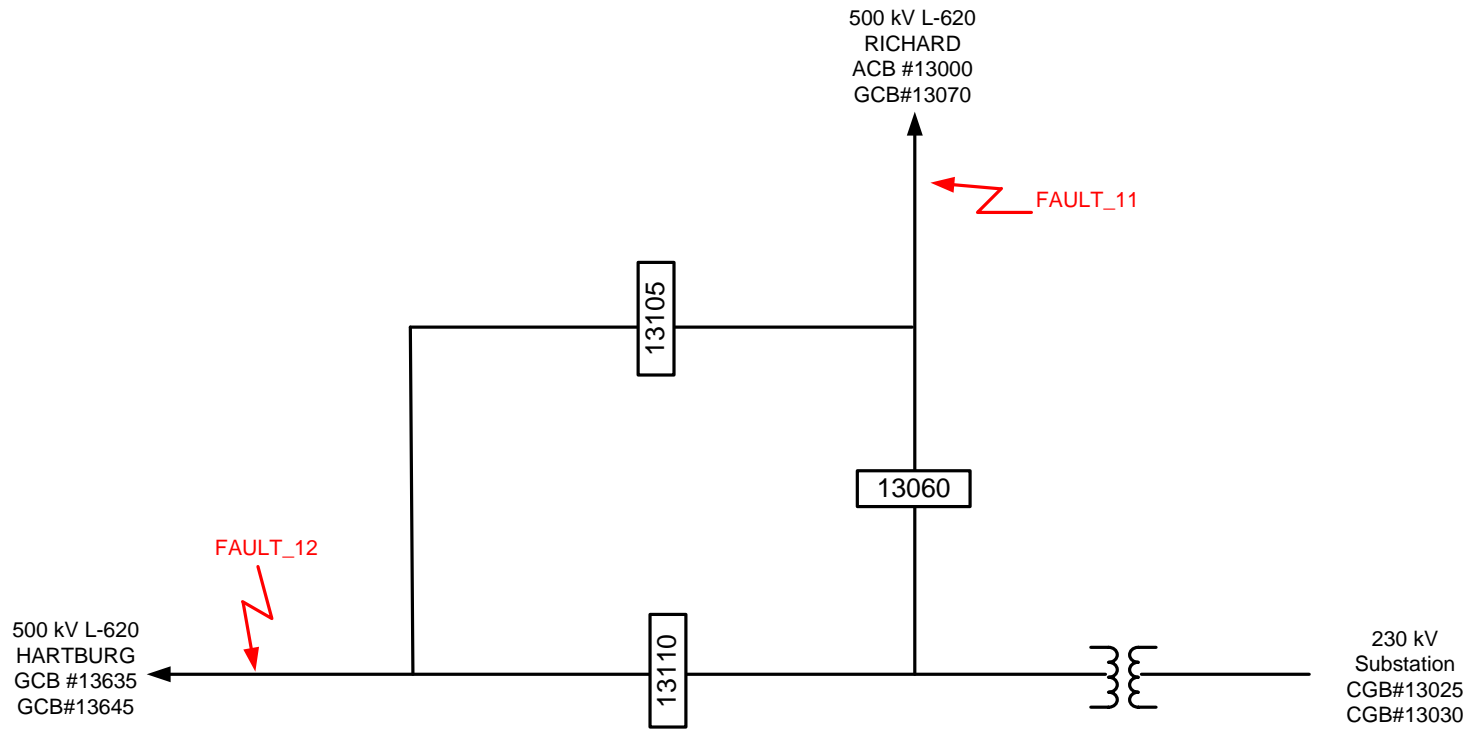 500 kV L-620
RICHARD
ACB #13000
GCB#13070
FAULT_11
13105
13060
FAULT_12
500 kV L-620
HARTBURG
GCB #13635
GCB#13645
13110
230 kV
Substation
CGB#13025
CGB#13030